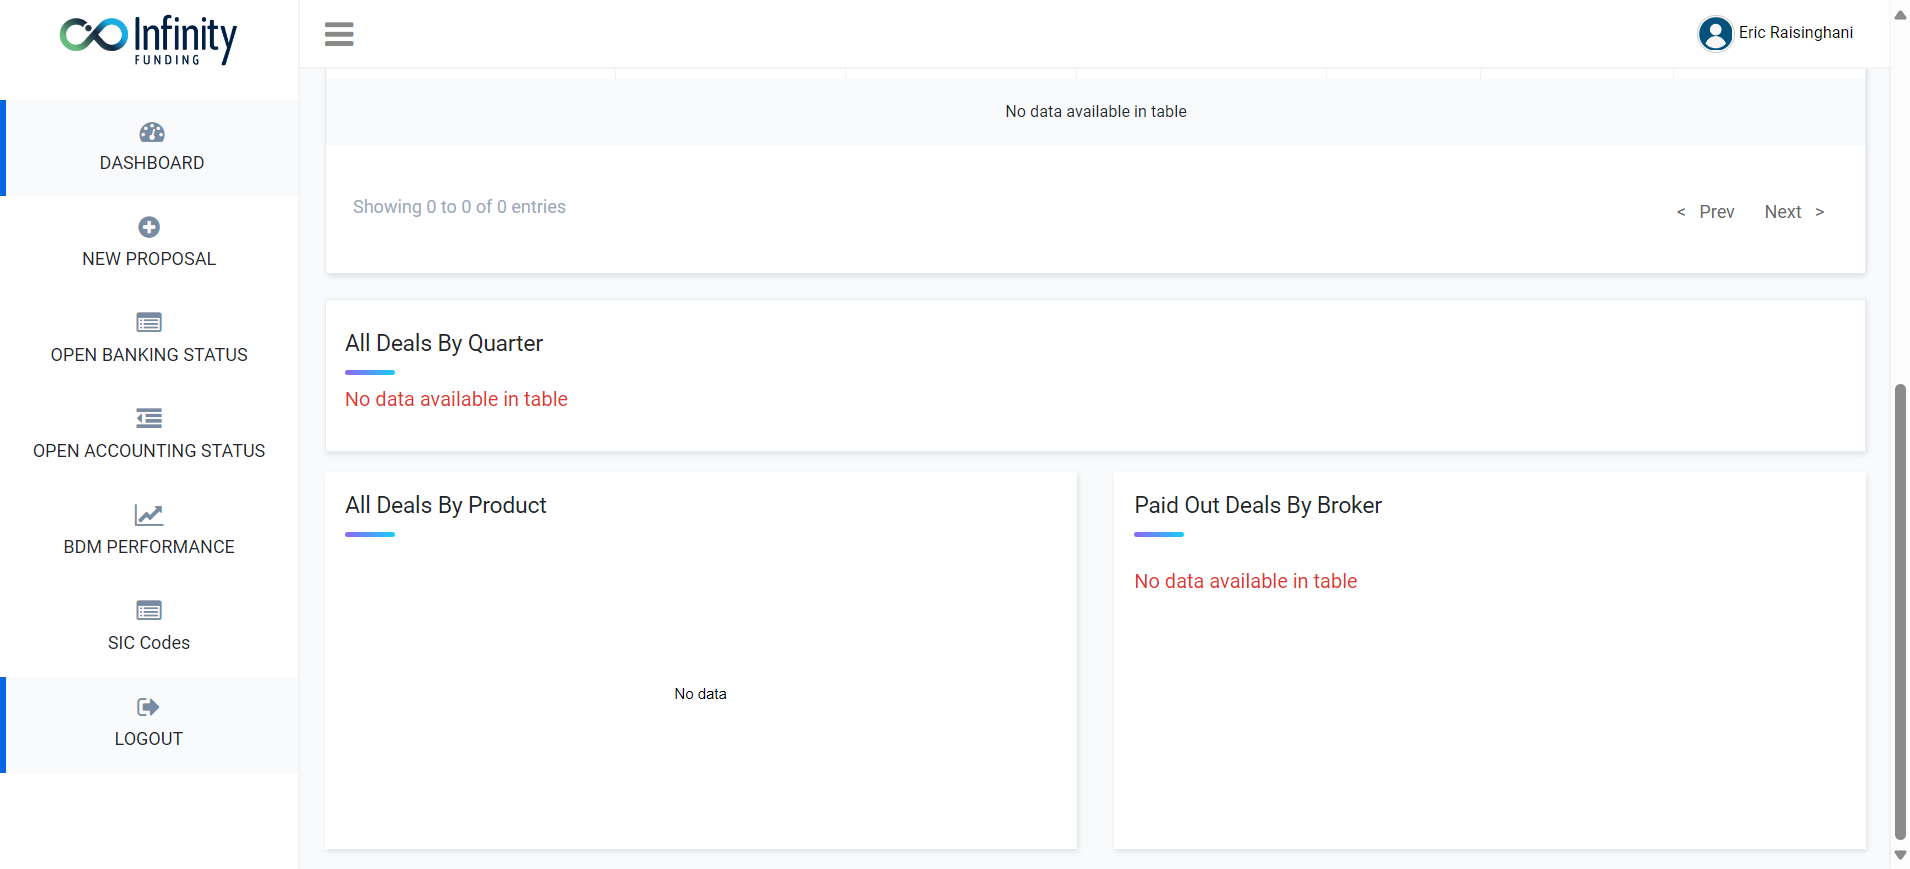 Infinity
FUNDING
Eric Raisinghani
DASHBOARD
NEW PROPOSAL
OPEN BANKING STATUS
OPEN ACCOUNTING STATUS
BDM PERFORMANCE
SIC Codes
LOGOUT
No data available in table
Showing 0 to 0 of 0 entries
< Prev Next >
All Deals By Quarter
No data available in table
All Deals By Product
No data
Paid Out Deals By Broker
No data available in table